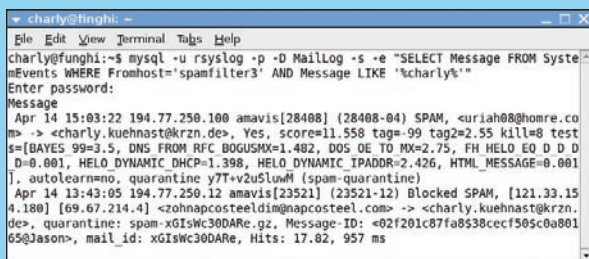 charly@finghi: ~
File Edit View Terminal Tabs Help
charly@funghi:~$ mysql -u rsyslog -p -D MailLog -s -e "SELECT Message FROM Syste
mEvents WHERE Fromhost='spamfilter3' AND Message LIKE '%charly%'"
Enter password:
Message
Apr 14 15:03:22 194.77.250.100 amavis[28408] (28408-04) SPAM, <uriah08@homre.co
m> -> <charly.kuehnast@krzn.de>, Yes, score=11.558 tag=-99 tag2=2.55 kill=8 test
s=[BAYES_99=3.5, DNS_FROM_RFC_BOGUSMX=1.482, DOS_OE_TO_MX=2.75, FH_HELO_EQ_D_D_D
_D=0.001, HELO_DYNAMIC_DHCP=1.398, HELO_DYNAMIC_IPADDR=2.426, HTML_MESSAGE=0.001
], autolearn=no, quarantine y7T+v2uSluwM (spam-quarantine)
Apr 14 13:43:05 194.77.250.12 amavis[23521] (23521-12) Blocked SPAM, [121.33.15
4.180] [69.67.214.4] <zohnapcosteeldim@napcosteel.com> -> <charly.kuehnast@krzn.
de>, quarantine: spam-xGIsWc30DARe.gz, Message-ID: <02f201c87fa8$38cecf50$c0a801
65@Jason>, mail_id: xGIsWc30DARe, Hits: 17.82, 957 ms